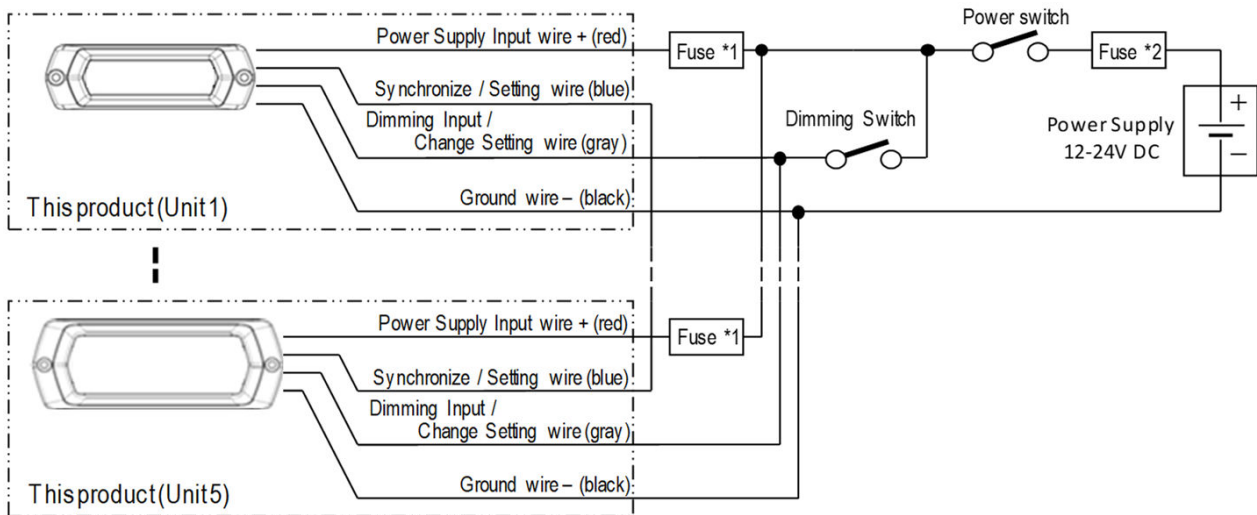 Power Supply Input wire + (red)
Fuse *1
Power switch
Fuse *2
Synchronize / Setting wire (blue)
Dimming Input /
Change Setting wire (gray)
Dimming Switch
Power Supply
12-24V DC
+
−
Ground wire – (black)
This product (Unit 1)
Power Supply Input wire + (red)
Fuse *1
Synchronize / Setting wire (blue)
Dimming Input /
Change Setting wire (gray)
Ground wire – (black)
This product (Unit 5)